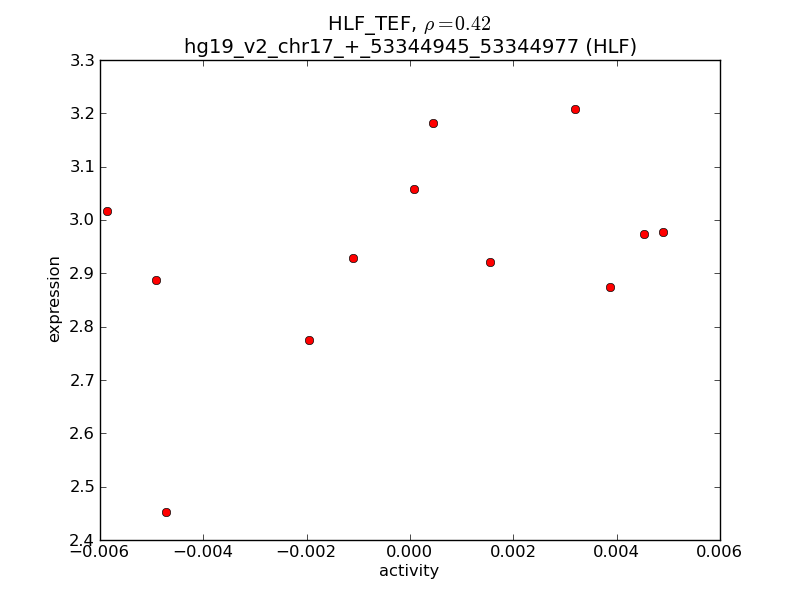 HLF_TEF, ρ=0.42
hg19_v2_chr17_+_53344945_53344977 (HLF)
3.3
3.2
3.1
3.0
2.9
2.8
2.7
2.6
2.5
2.4
expression
−0.006 −0.004 −0.002 0.000 0.002 0.004 0.006
activity